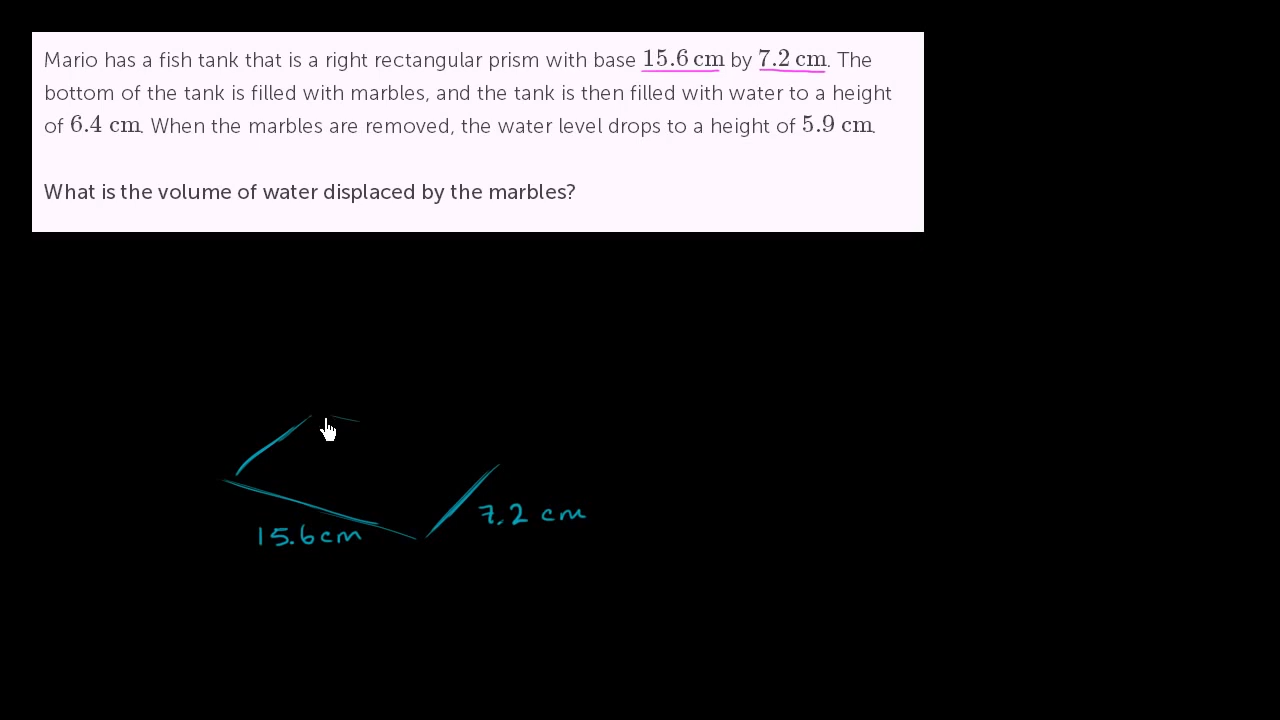 Mario has a fish tank that is a right rectangular prism with base 15.6 cm by 7.2 cm. The
bottom of the tank is filled with marbles, and the tank is then filled with water to a height
of 6.4 cm. When the marbles are removed, the water level drops to a height of 5.9 cm.
What is the volume of water displaced by the marbles?
7.2 cm
15.6cm